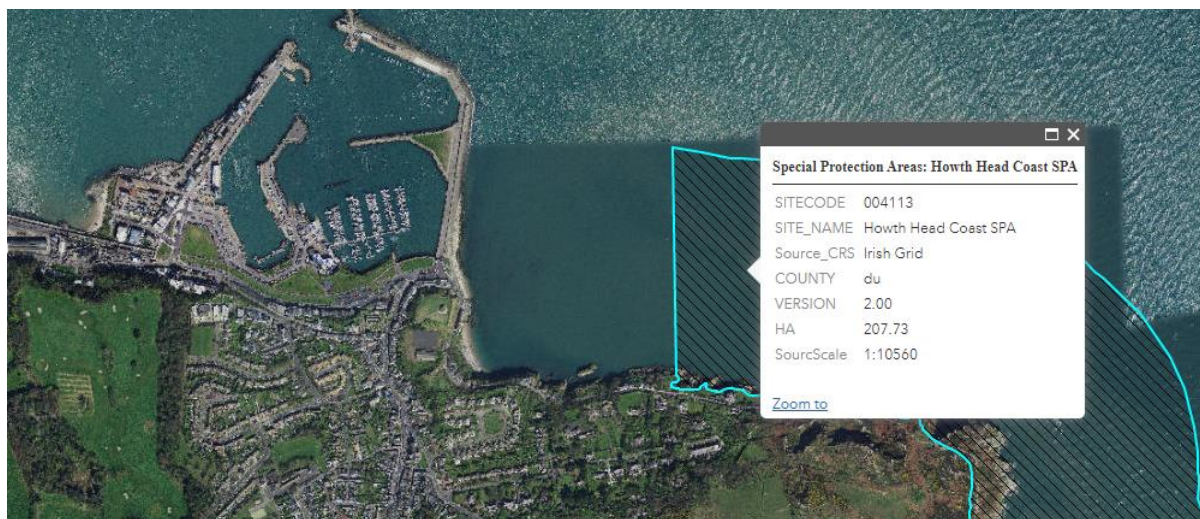 Special Protection Areas: Howth Head Coast SPA
SITECODE 004113
SITE_NAME Howth Head Coast SPA
Source_CRS Irish Grid
COUNTY du
VERSION 2.00
HA 207.73
SourcScale 1:10560
Zoom to